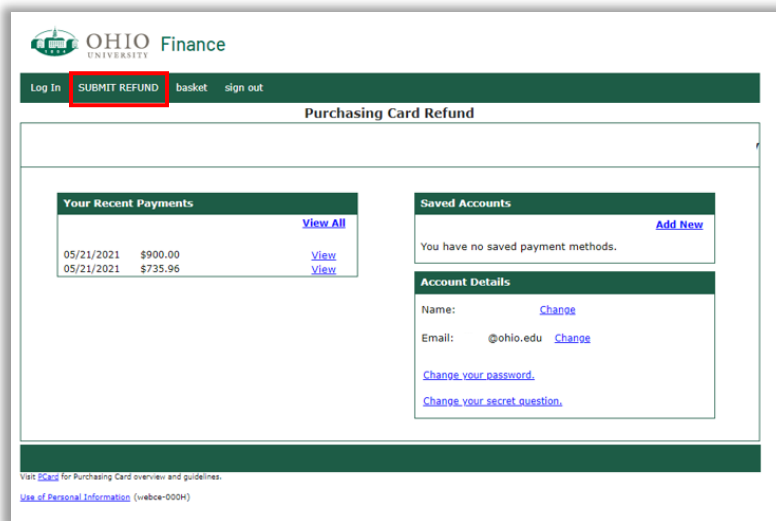 OHIO
UNIVERSITY
Finance
Log In SUBMIT REFUND basket sign out
Purchasing Card Refund
Your Recent Payments
View All
05/21/2021 $900.00 View
05/21/2021 $735.96 View
Saved Accounts
Add New
You have no saved payment methods.
Account Details
Name: Change
Email: @ohio.edu Change
Change your password.
Change your secret question.
Visit PCard for Purchasing Card overview and guidelines.
Use of Personal Information (webce-000H)